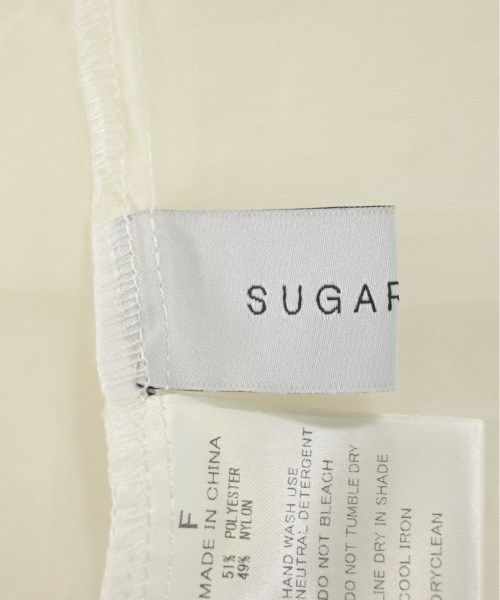 SUGAR
F
MADE IN CHINA
51% POLYESTER
49% NYLON
HAND WASH USE
NEUTRAL DETERGENT
DO NOT BLEACH
DO NOT TUMBLE DRY
LINE DRY IN SHADE
COOL IRON
DRYCLEAN